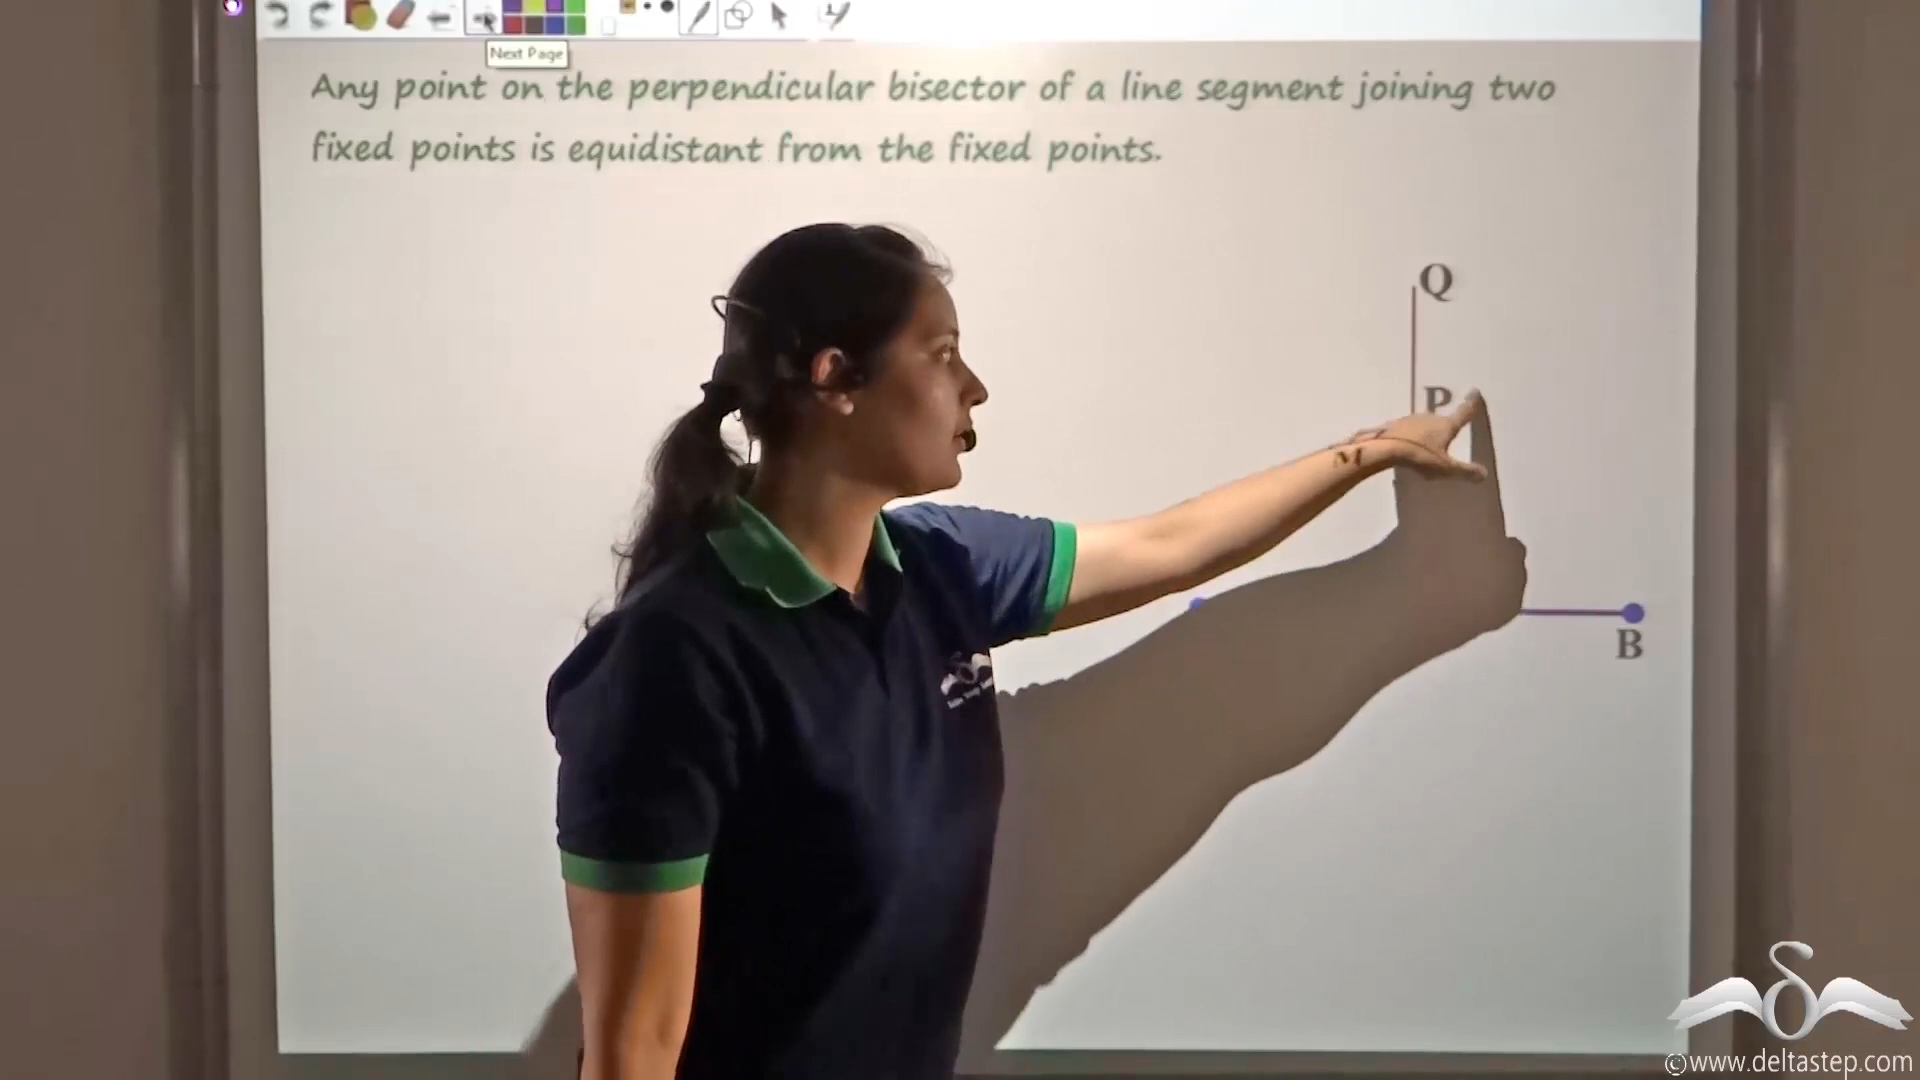 Next Page
Any point on the perpendicular bisector of a line segment joining two
fixed points is equidistant from the fixed points.
Q
P
M
B
©www.deltastep.com